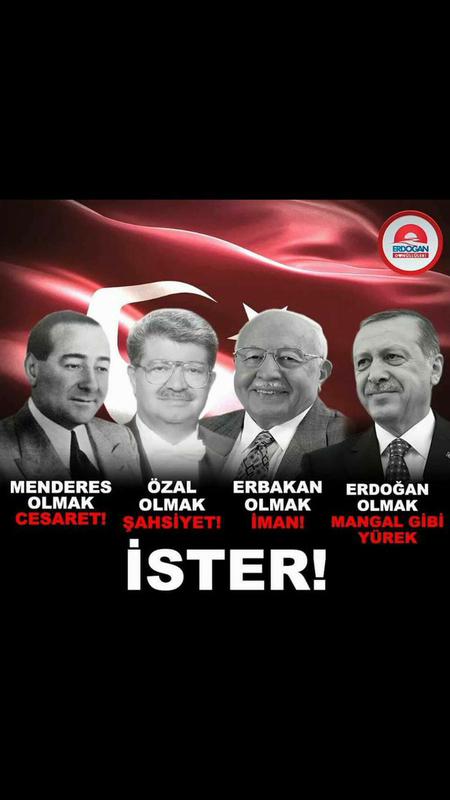 ERDOĞAN
GÖNÜLLÜLERİ
MENDERES
OLMAK
CESARET!
ÖZAL
OLMAK
ŞAHSİYET!
ERBAKAN
OLMAK
İMAN!
ERDOĞAN
OLMAK
MANGAL GİBİ
YÜREK
İSTER!